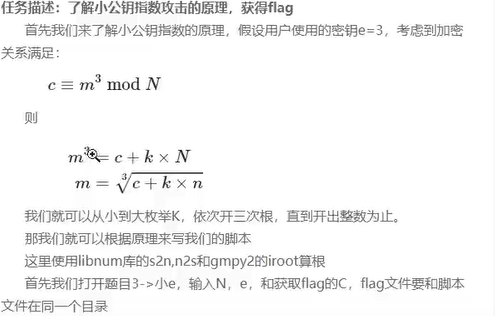 任务描述:了解小公钥指数攻击的原理,获得flag
首先我们来了解小公钥指数的原理,假设用户使用的密钥e=3,考虑到加密
关系满足:
c ≡ m³ mod N
则
m³ = c + k × N
m = ∛(c + k × n)
我们就可以从小到大枚举K,依次开三次根,直到开出整数为止。
那我们就可以根据原理来写我们的脚本
这里使用libnum库的s2n,n2s和gmpy2的iroot算根
首先我们打开题目3->小e,输入N,e,和获取flag的C,flag文件要和脚本
文件在同一个目录